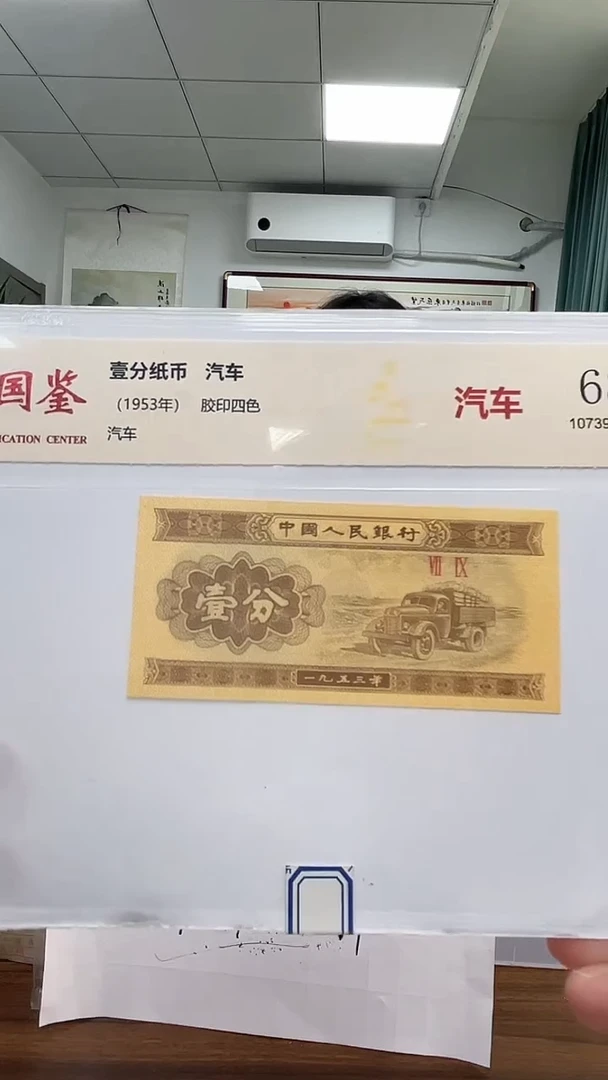 国鉴
ICATION CENTER
壹分纸币 汽车
（1953年） 胶印四色
汽车
汽车
6
10739
中國人民銀行
VII IX
壹分
一九五三年